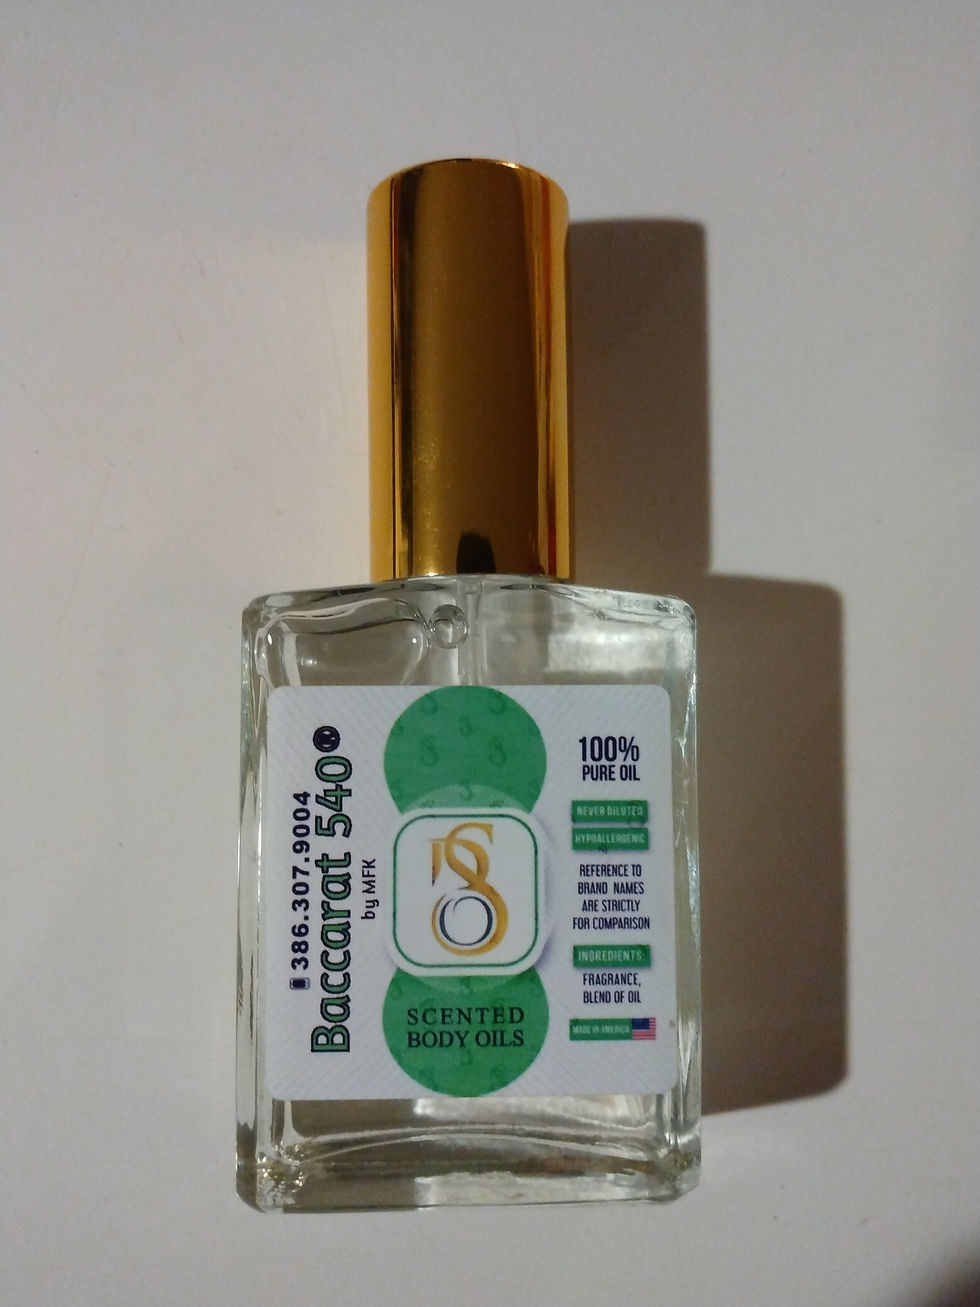 386.307.9004
Baccarat 540
by MFK
SCENTED
BODY OILS
100%
PURE OIL
NEVER DILUTED
HYPOALLERGENIC
REFERENCE TO
BRAND NAMES
ARE STRICTLY
FOR COMPARISON
INGREDIENTS:
FRAGRANCE,
BLEND OF OIL
MADE IN AMERICA